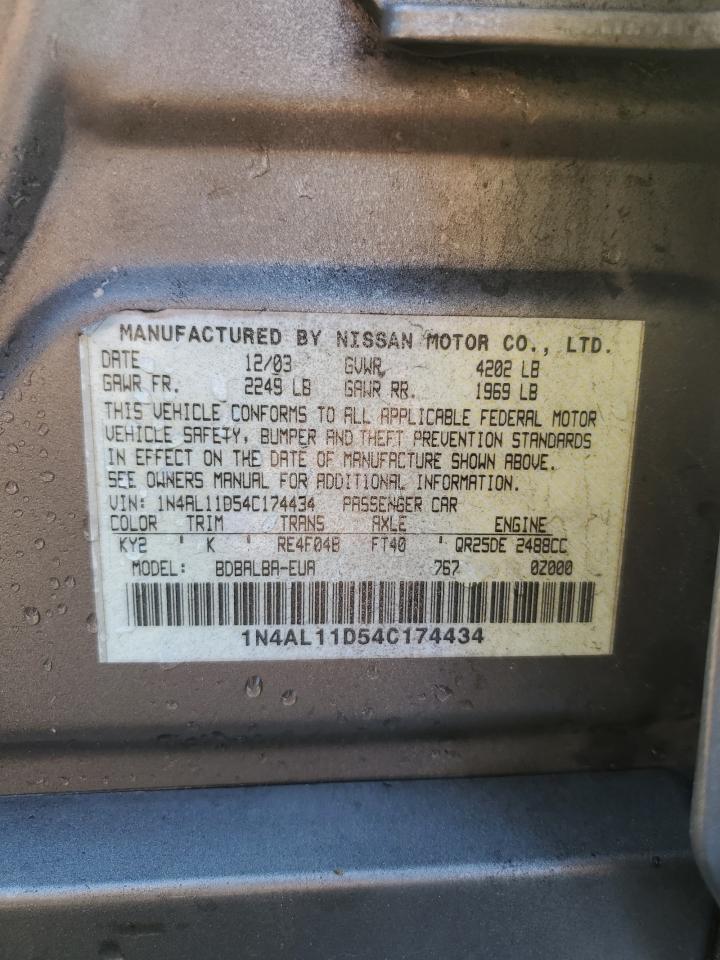 MANUFACTURED BY NISSAN MOTOR CO., LTD.
DATE 12/03 GVWR 4202 LB
GAWR FR. 2249 LB GAWR RR. 1969 LB
THIS VEHICLE CONFORMS TO ALL APPLICABLE FEDERAL MOTOR
VEHICLE SAFETY, BUMPER AND THEFT PREVENTION STANDARDS
IN EFFECT ON THE DATE OF MANUFACTURE SHOWN ABOVE.
SEE OWNERS MANUAL FOR ADDITIONAL INFORMATION.
VIN: 1N4AL11D54C174434 PASSENGER CAR
COLOR TRIM TRANS AXLE ENGINE
KY2 ' K ' RE4F04B FT40 ' QR25DE 2488CC
MODEL: BDBALBA-EUA 767 0Z000
1N4AL11D54C174434